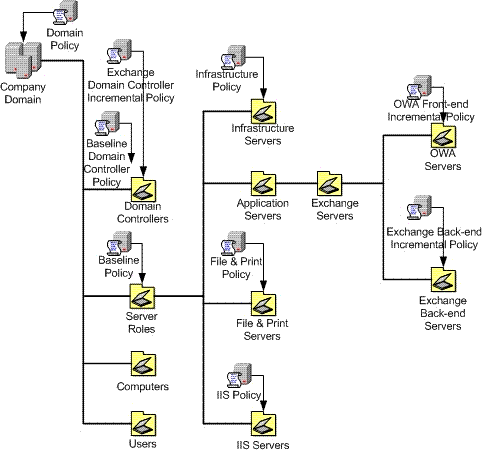 Domain
Policy
Company
Domain
Exchange
Domain Controller
Incremental Policy
Baseline
Domain
Controller
Policy
Domain
Controllers
Baseline
Policy
Server
Roles
Computers
Users
Infrastructure
Policy
Infrastructure
Servers
Application
Servers
Exchange
Servers
File & Print
Policy
File & Print
Servers
IIS Policy
IIS Servers
OWA Front-end
Incremental Policy
OWA
Servers
Exchange Back-end
Incremental Policy
Exchange
Back-end
Servers